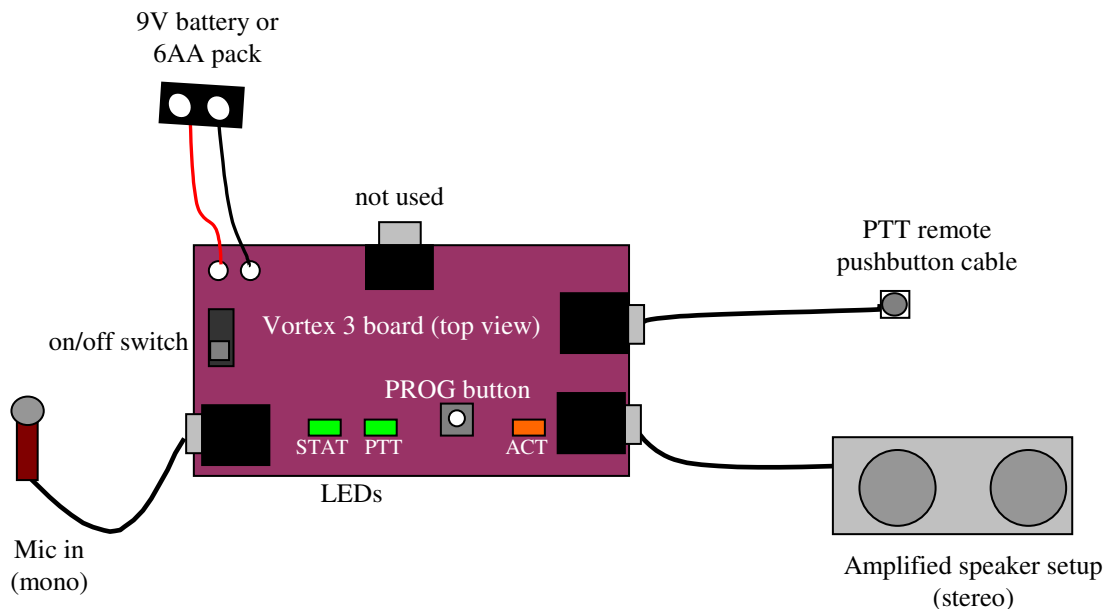 9V battery or
6AA pack
not used
PTT remote
pushbutton cable
Vortex 3 board (top view)
on/off switch
PROG button
STAT
PTT
ACT
LEDs
Mic in
(mono)
Amplified speaker setup
(stereo)